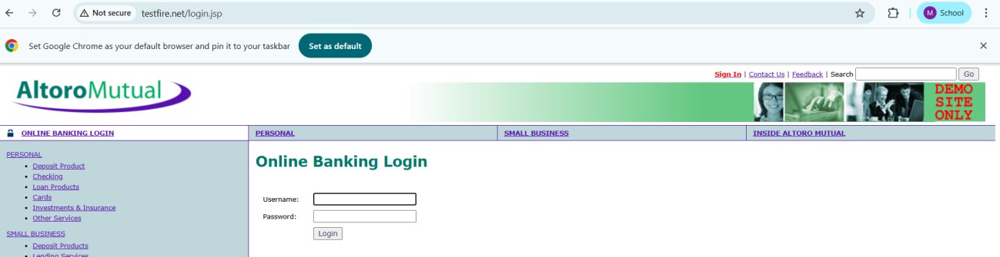 Not secure testfire.net/login.jsp M School
Set Google Chrome as your default browser and pin it to your taskbar Set as default
Sign In | Contact Us | Feedback | Search Go
AltoroMutual
DEMO
SITE
ONLY
ONLINE BANKING LOGIN PERSONAL SMALL BUSINESS INSIDE ALTORO MUTUAL
PERSONAL
• Deposit Product
• Checking
• Loan Products
• Cards
• Investments & Insurance
• Other Services
SMALL BUSINESS
• Deposit Products
• Lending Services
Online Banking Login
Username:
Password:
Login